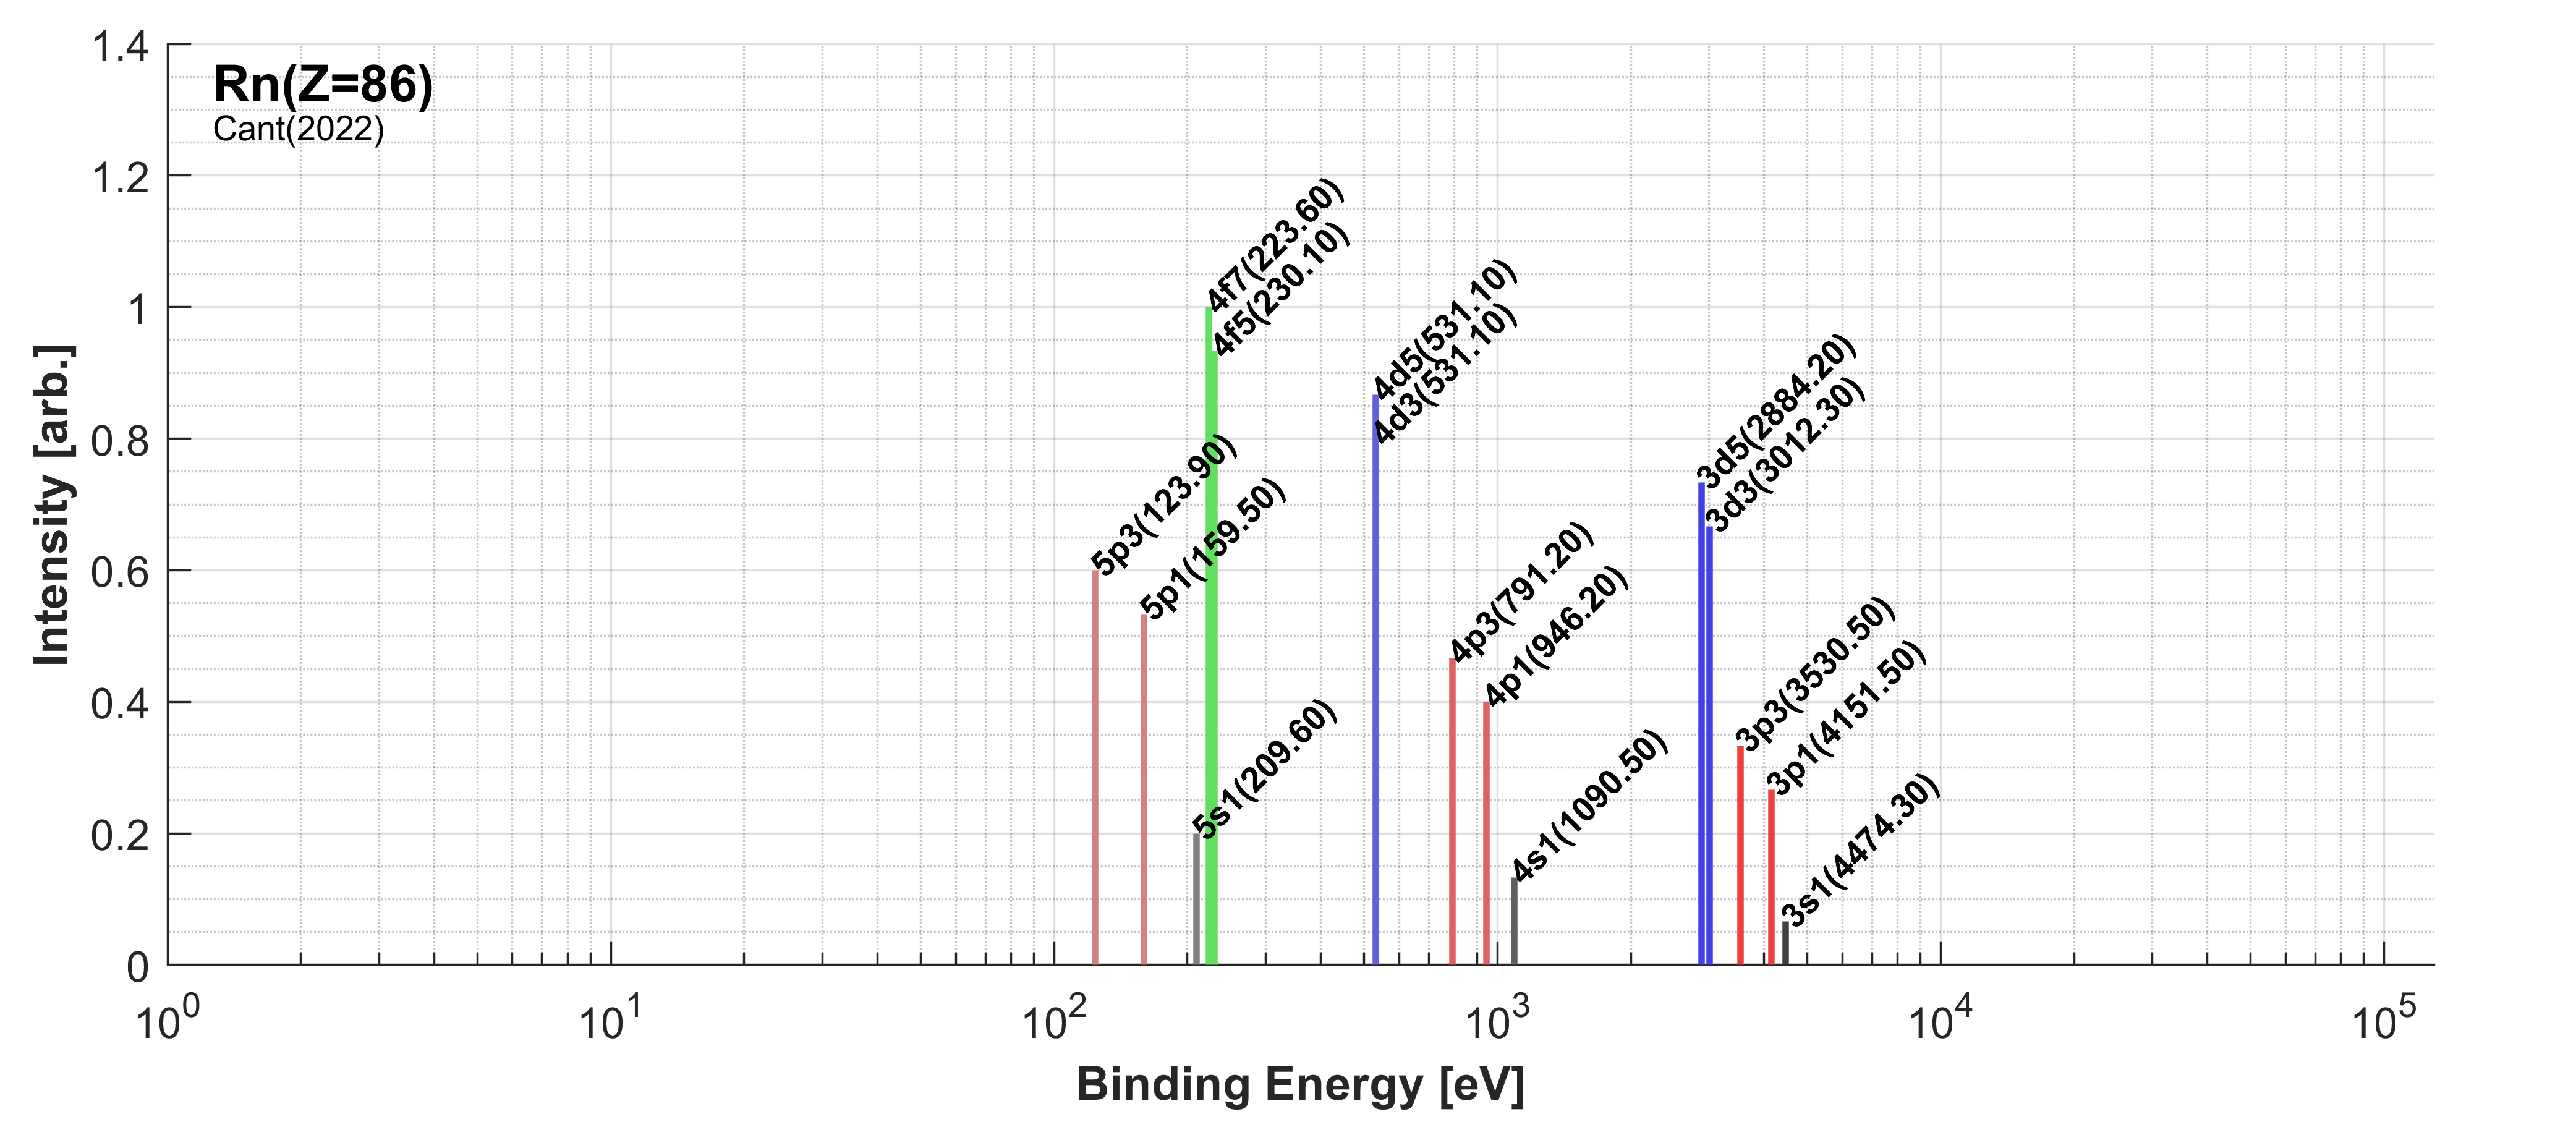 Rn(Z=86)
Cant(2022)
Intensity [arb.]
1.4
1.2
1
0.8
0.6
0.4
0.2
0
5p3(123.90)
5p1(159.50)
5s1(209.60)
4f7(223.60)
4f5(230.10)
4d5(531.10)
4d3(531.10)
4p3(791.20)
4p1(946.20)
4s1(1090.50)
3d5(2884.20)
3d3(3012.30)
3p3(3530.50)
3p1(4151.50)
3s1(4474.30)
10^0 10^1 10^2 10^3 10^4 10^5
Binding Energy [eV]